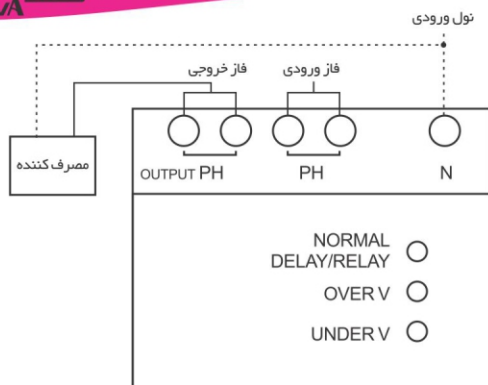 نول ورودی
فاز خروجی
فاز ورودی
مصرف کننده
OUTPUT PH
PH
N
NORMAL
DELAY/RELAY
OVER V
UNDER V